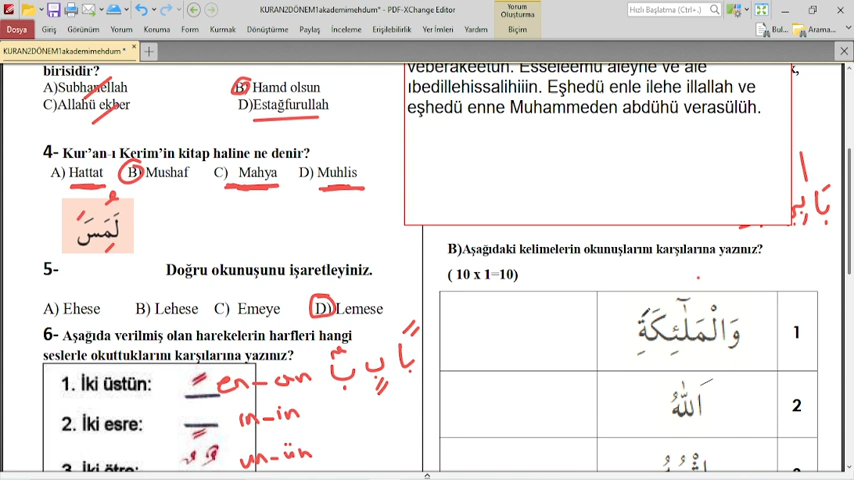 KURAN2DÖNEM1akademimehdum* - PDF-XChange Editor
Yorum Oluşturma
Biçim
Hızlı Başlatma (Ctrl+,)
Dosya Giriş Görünüm Yorum Koruma Form Kurmak Dönüştürme Paylaş İnceleme Erişilebilirlik Yer İmleri Yardım
Bul... Arama...
KURAN2DÖNEM1akademimehdum *
birisidir?
A)Subhanellah B) Hamd olsun
C)Allahü ekber D)Estağfurullah
4- Kur'an-ı Kerim'in kitap haline ne denir?
A) Hattat B) Mushaf C) Mahya D) Muhlis
لَمَسَ
5- Doğru okunuşunu işaretleyiniz.
A) Ehese B) Lehese C) Emeye D) Lemese
6- Aşağıda verilmiş olan harekelerin harfleri hangi
seslerle okuttuklarını karşılarına yazınız?
1. İki üstün: en-an
2. İki esre: ın-in
3. İki ötre: un-ün
بٌ بٍ بًا
veberakeetüh. Esseleemü aleyne ve ale
ıbedillehissalihiiin. Eşhedü enle ilehe illallah ve
eşhedü enne Muhammeden abdühü verasülüh.
B)Aşağıdaki kelimelerin okunuşlarını karşılarına yazınız?
( 10 x 1=10)
وَالْمَلٰٓئِكَةِ 1
اَللّٰهُ 2